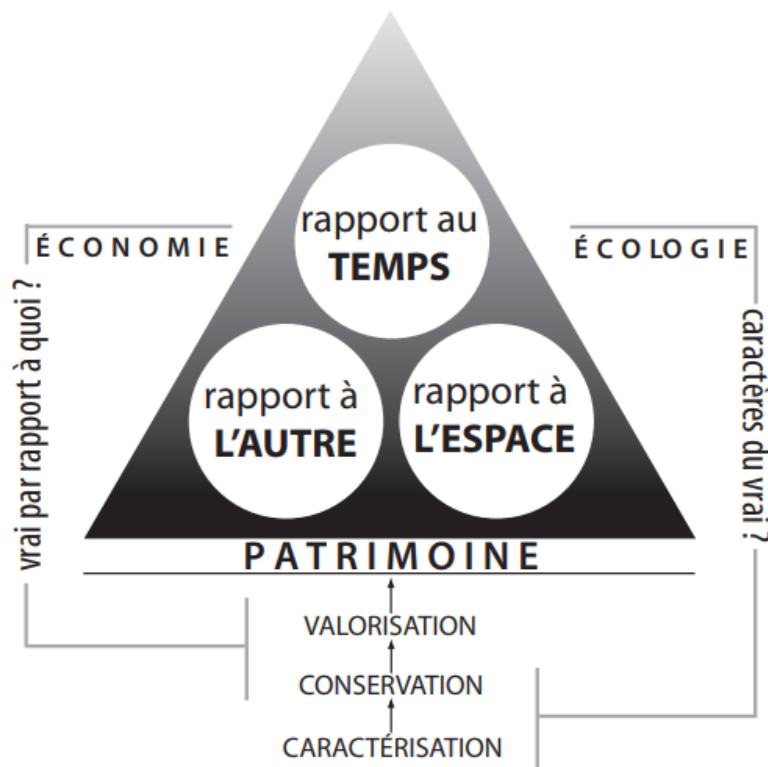 rapport au
TEMPS
ÉCONOMIE
ÉCOLOGIE
vrai par rapport à quoi ?
caractères du vrai ?
rapport à
L'AUTRE
rapport à
L'ESPACE
PATRIMOINE
VALORISATION
CONSERVATION
CARACTÉRISATION